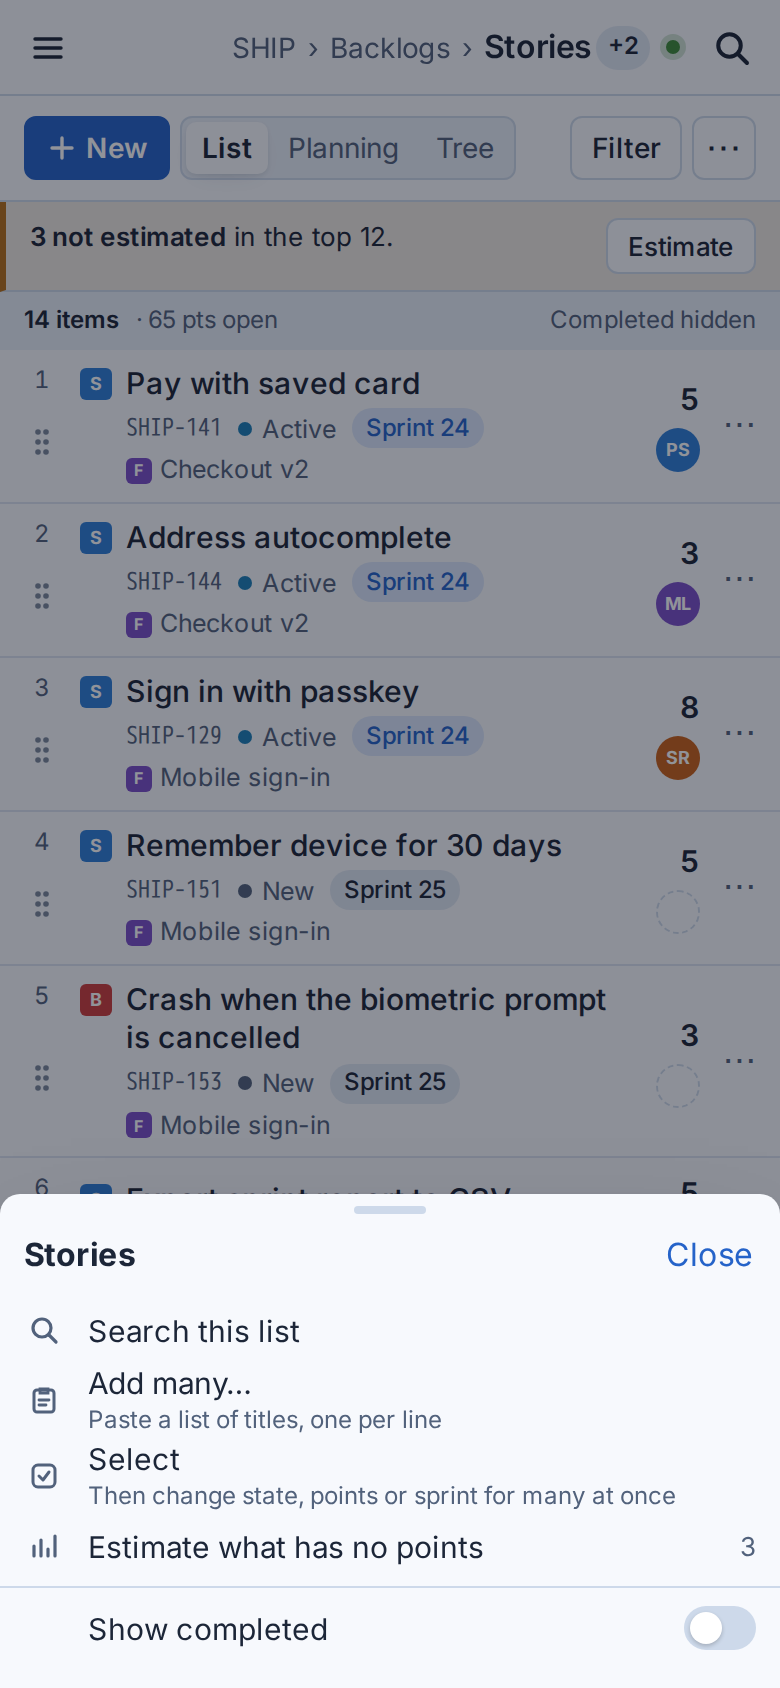 SHIP › Backlogs › Stories +2
+ New List Planning Tree Filter ...
3 not estimated in the top 12. Estimate
14 items · 65 pts open Completed hidden
1 S Pay with saved card 5 ...
SHIP-141 Active Sprint 24 PS
F Checkout v2
2 S Address autocomplete 3 ...
SHIP-144 Active Sprint 24 ML
F Checkout v2
3 S Sign in with passkey 8 ...
SHIP-129 Active Sprint 24 SR
F Mobile sign-in
4 S Remember device for 30 days 5 ...
SHIP-151 New Sprint 25
F Mobile sign-in
5 B Crash when the biometric prompt
is cancelled 3 ...
SHIP-153 New Sprint 25
F Mobile sign-in
6 Export sprint report to CSV 5
Stories Close
Search this list
Add many...
Paste a list of titles, one per line
Select
Then change state, points or sprint for many at once
Estimate what has no points 3
Show completed